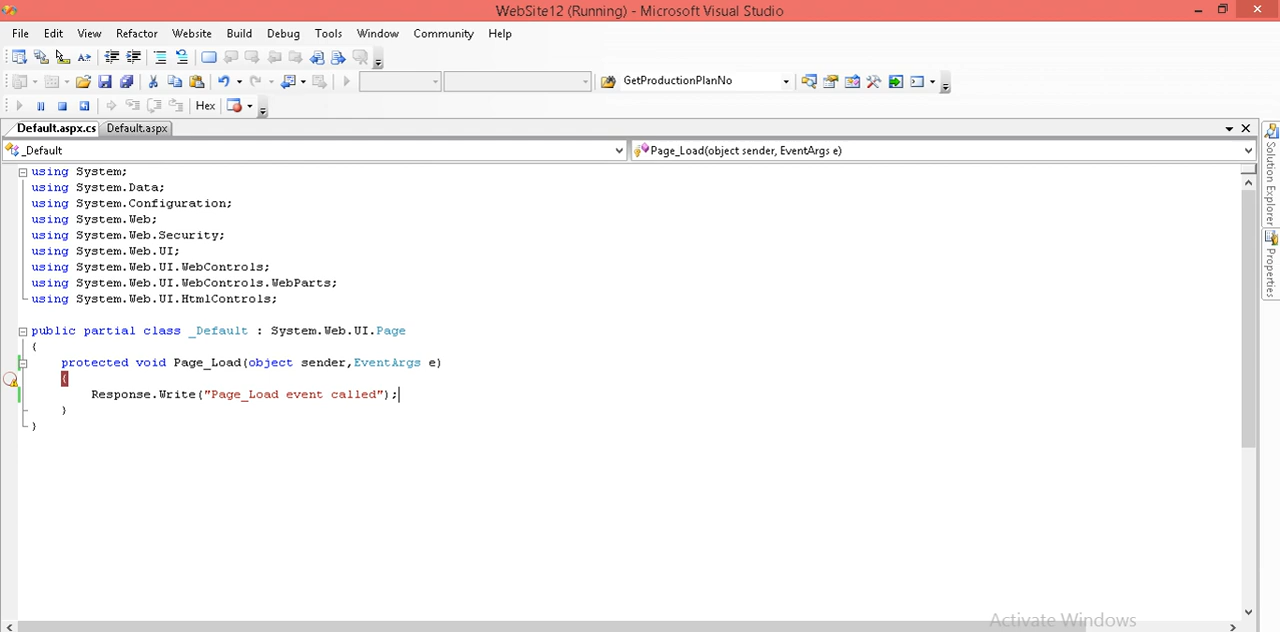 WebSite12 (Running) - Microsoft Visual Studio
File Edit View Refactor Website Build Debug Tools Window Community Help
GetProductionPlanNo
Hex
Default.aspx.cs Default.aspx
_Default Page_Load(object sender, EventArgs e)
using System;
using System.Data;
using System.Configuration;
using System.Web;
using System.Web.Security;
using System.Web.UI;
using System.Web.UI.WebControls;
using System.Web.UI.WebControls.WebParts;
using System.Web.UI.HtmlControls;
public partial class _Default : System.Web.UI.Page
{
protected void Page_Load(object sender,EventArgs e)
{
Response.Write("Page_Load event called");
}
}
Solution Explorer
Properties
Activate Windows